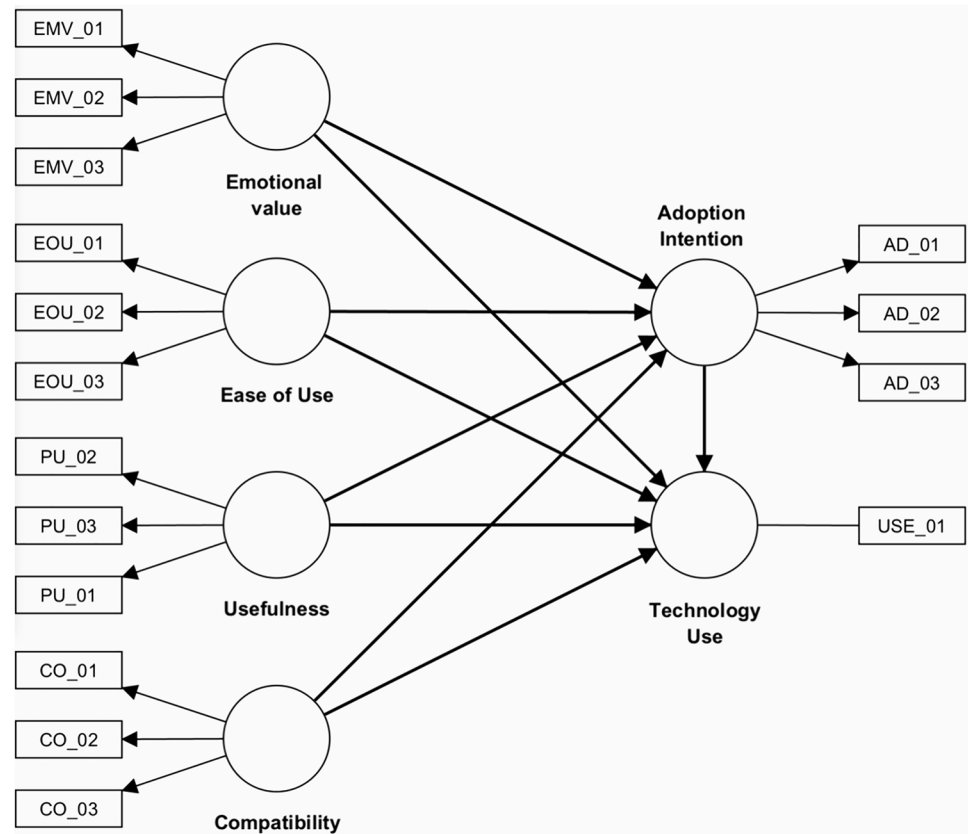 EMV_01
EMV_02
EMV_03
Emotional
value
EOU_01
EOU_02
EOU_03
Ease of Use
PU_02
PU_03
PU_01
Usefulness
CO_01
CO_02
CO_03
Compatibility
Adoption
Intention
AD_01
AD_02
AD_03
USE_01
Technology
Use